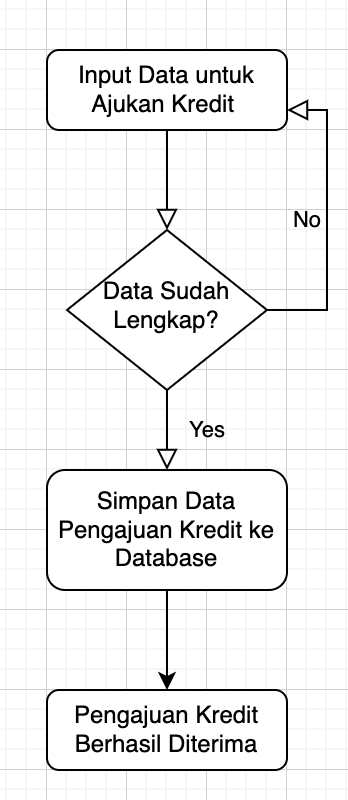 Input Data untuk
Ajukan Kredit
No
Data Sudah
Lengkap?
Yes
Simpan Data
Pengajuan Kredit ke
Database
Pengajuan Kredit
Berhasil Diterima